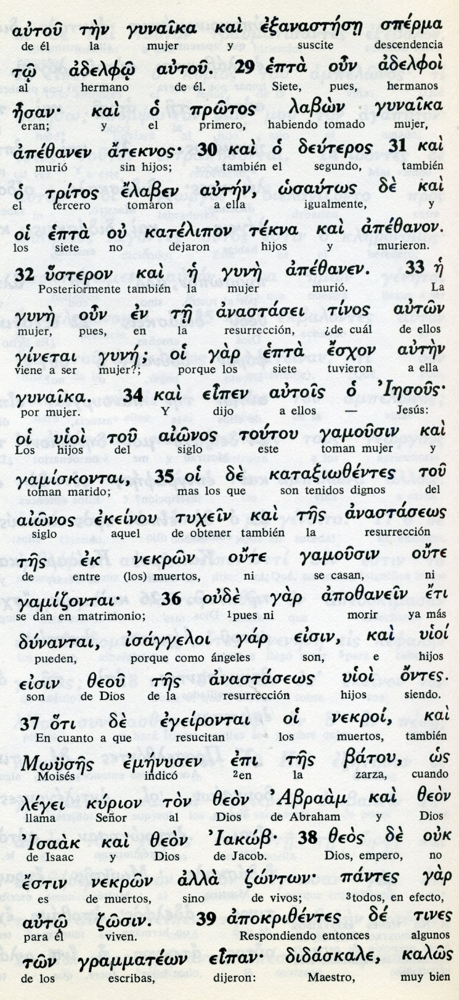 αὐτοῦ τὴν γυναῖκα καὶ ἐξαναστήσῃ σπέρμα
de él la mujer y suscite descendencia
τῷ ἀδελφῷ αὐτοῦ. 29 ἑπτὰ οὖν ἀδελφοὶ
al hermano de él. Siete, pues, hermanos
ἦσαν· καὶ ὁ πρῶτος λαβὼν γυναῖκα
eran; y el primero, habiendo tomado mujer,
ἀπέθανεν ἄτεκνος· 30 καὶ ὁ δεύτερος 31 καὶ
murió sin hijos; también el segundo, también
ὁ τρίτος ἔλαβεν αὐτήν, ὡσαύτως δὲ καὶ
el tercero tomaron a ella igualmente, y
οἱ ἑπτὰ οὐ κατέλιπον τέκνα καὶ ἀπέθανον.
los siete no dejaron hijos y murieron.
32 ὕστερον καὶ ἡ γυνὴ ἀπέθανεν. 33 ἡ
Posteriormente también la mujer murió. La
γυνὴ οὖν ἐν τῇ ἀναστάσει τίνος αὐτῶν
mujer, pues, en la resurrección, ¿de cuál de ellos
γίνεται γυνή; οἱ γὰρ ἑπτὰ ἔσχον αὐτὴν
viene a ser mujer?; porque los siete tuvieron a ella
γυναῖκα. 34 καὶ εἶπεν αὐτοῖς ὁ Ἰησοῦς·
por mujer. Y dijo a ellos — Jesús:
οἱ υἱοὶ τοῦ αἰῶνος τούτου γαμοῦσιν καὶ
Los hijos del siglo este toman mujer y
γαμίσκονται, 35 οἱ δὲ καταξιωθέντες τοῦ
toman marido; mas los que son tenidos dignos del
αἰῶνος ἐκείνου τυχεῖν καὶ τῆς ἀναστάσεως
siglo aquel de obtener también la resurrección
τῆς ἐκ νεκρῶν οὔτε γαμοῦσιν οὔτε
de entre (los) muertos, ni se casan, ni
γαμίζονται· 36 οὐδὲ γὰρ ἀποθανεῖν ἔτι
se dan en matrimonio; 1pues ni morir ya más
δύνανται, ἰσάγγελοι γάρ εἰσιν, καὶ υἱοί
pueden, porque como ángeles son, e hijos
εἰσιν θεοῦ τῆς ἀναστάσεως υἱοὶ ὄντες.
son de Dios de la resurrección hijos siendo.
37 ὅτι δὲ ἐγείρονται οἱ νεκροί, καὶ
En cuanto a que resucitan los muertos, también
Μωϋσῆς ἐμήνυσεν ἐπι τῆς βάτου, ὡς
Moisés indicó 2en la zarza, cuando
λέγει κύριον τὸν θεὸν Ἀβραὰμ καὶ θεὸν
llama Señor al Dios de Abraham y Dios
Ἰσαὰκ καὶ θεὸν Ἰακώβ· 38 θεὸς δὲ οὐκ
de Isaac y Dios de Jacob. Dios, empero, no
ἔστιν νεκρῶν ἀλλὰ ζώντων· πάντες γὰρ
es de muertos, sino de vivos; 3todos, en efecto,
αὐτῷ ζῶσιν. 39 ἀποκριθέντες δέ τινες
para él viven. Respondiendo entonces algunos
τῶν γραμματέων εἶπαν· διδάσκαλε, καλῶς
de los escribas, dijeron: Maestro, muy bien